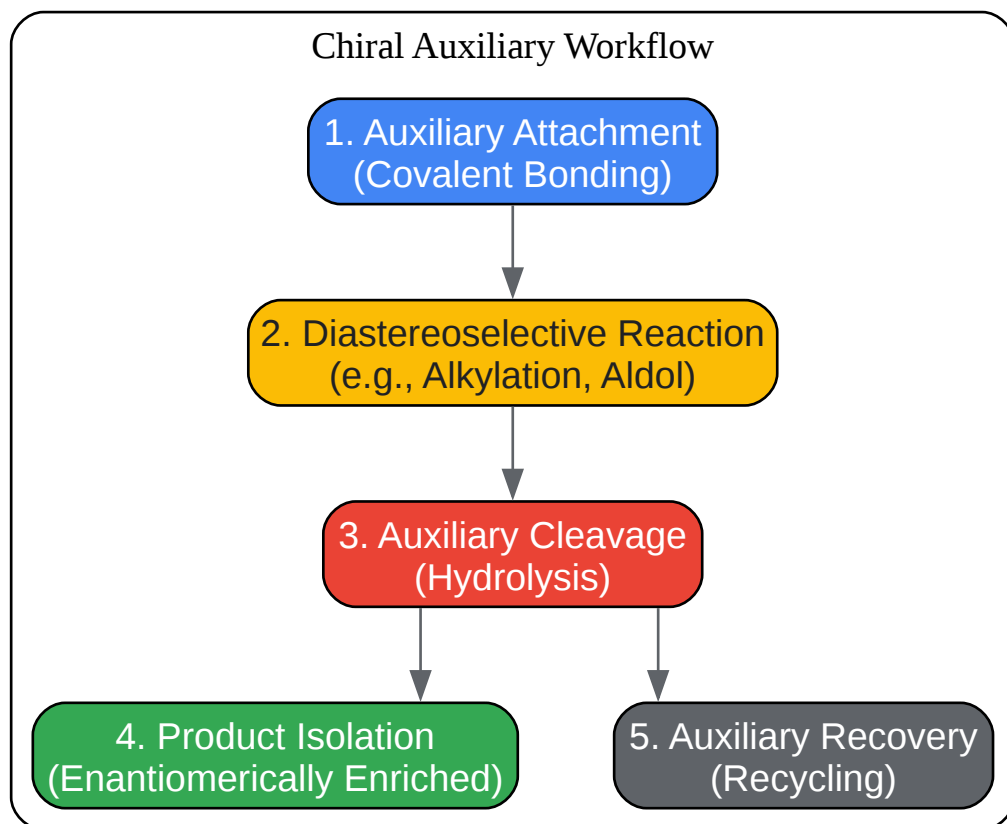 Chiral Auxiliary Workflow
1. Auxiliary Attachment
(Covalent Bonding)
2. Diastereoselective Reaction
(e.g., Alkylation, Aldol)
3. Auxiliary Cleavage
(Hydrolysis)
4. Product Isolation
(Enantiomerically Enriched)
5. Auxiliary Recovery
(Recycling)